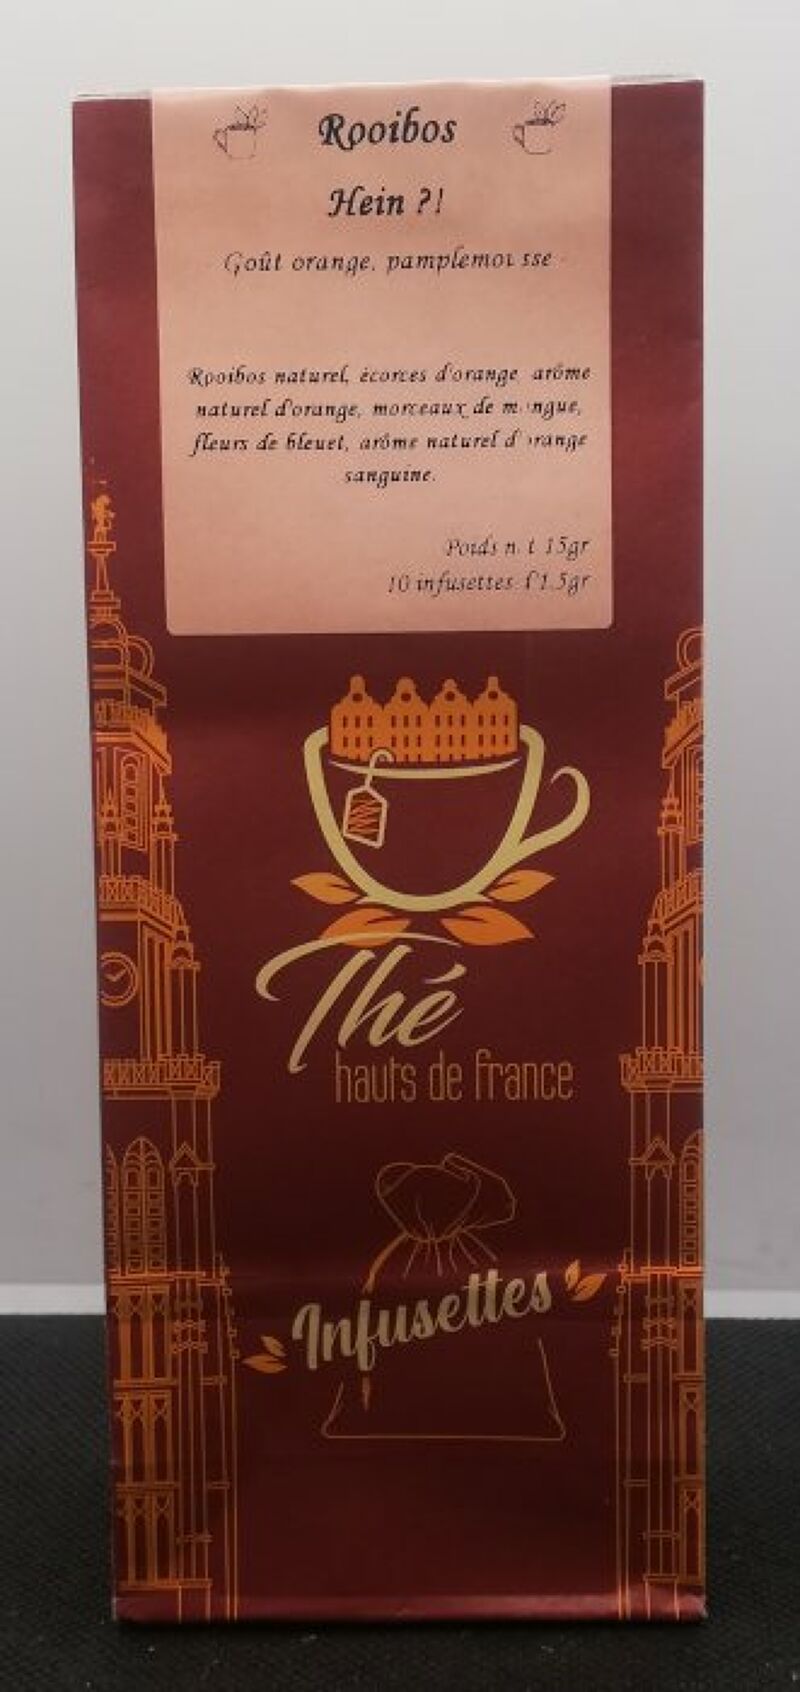 Rooibos
Hein ?!
Goût orange, pamplemousse
Rooibos naturel, écorces d'orange arôme
naturel d'orange, morceaux de mangue,
fleurs de bleuet, arôme naturel d'orange
sanguine.
Poids net 15gr
10 infusettes 1.5gr
Thé
hauts de france
Infusettes